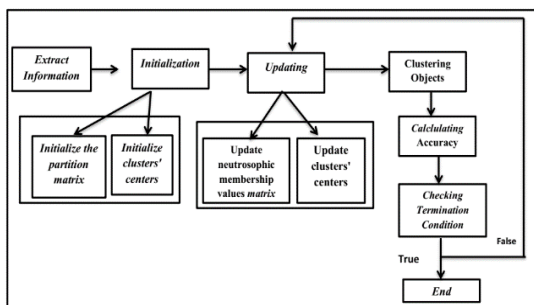 Extract
Information
Initialization
Updating
Clustering
Objects
Initialize the
partition
matrix
Initialize
clusters'
centers
Update
neutrosophic
membership
values matrix
Update
clusters'
centers
Calclulating
Accuracy
Checking
Termination
Condition
False
True
End